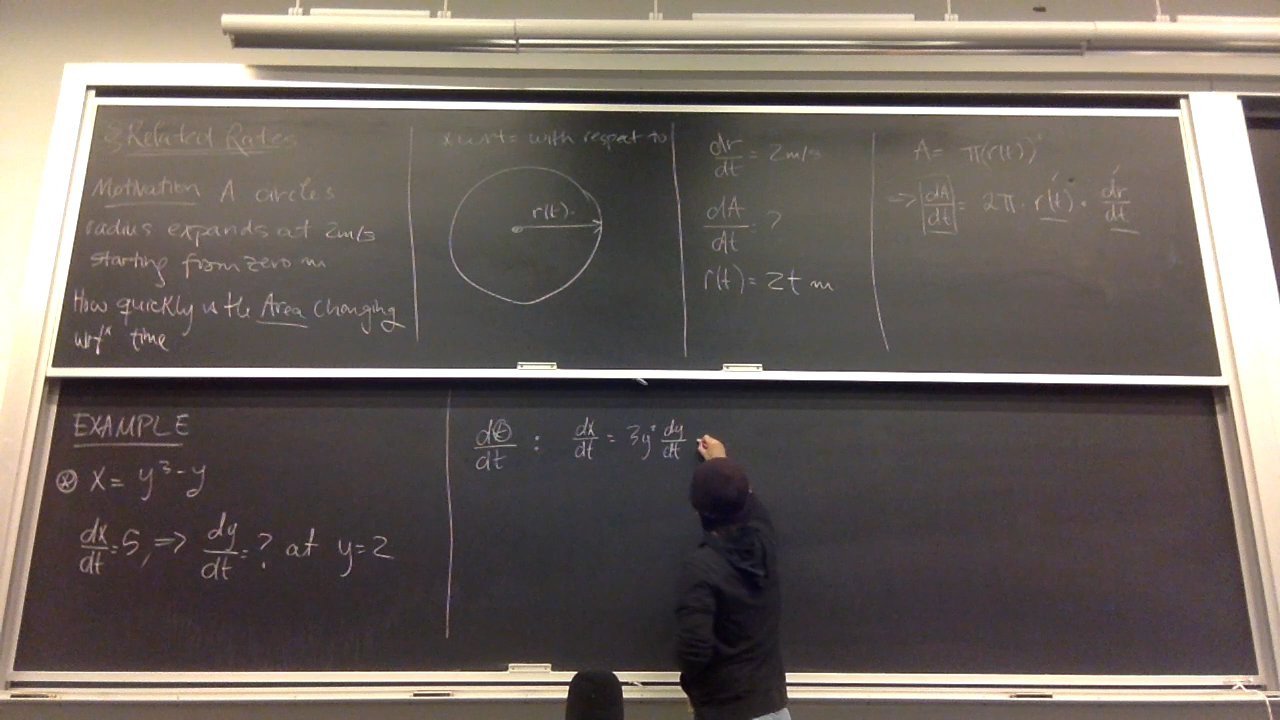 § Related Rates
Motivation A circles
radius expands at 2m/s
starting from zero m
How quickly is the Area changing
wrt* time
* wrt = with respect to
r(t)
dr/dt = 2m/s
dA/dt = ?
r(t) = 2t m
A = π(r(t))²
=> dA/dt = 2π · r(t) · dr/dt
EXAMPLE
⊛ x = y³ - y
dx/dt = 5, => dy/dt = ? at y = 2
d⊛/dt : dx/dt = 3y² dy/dt